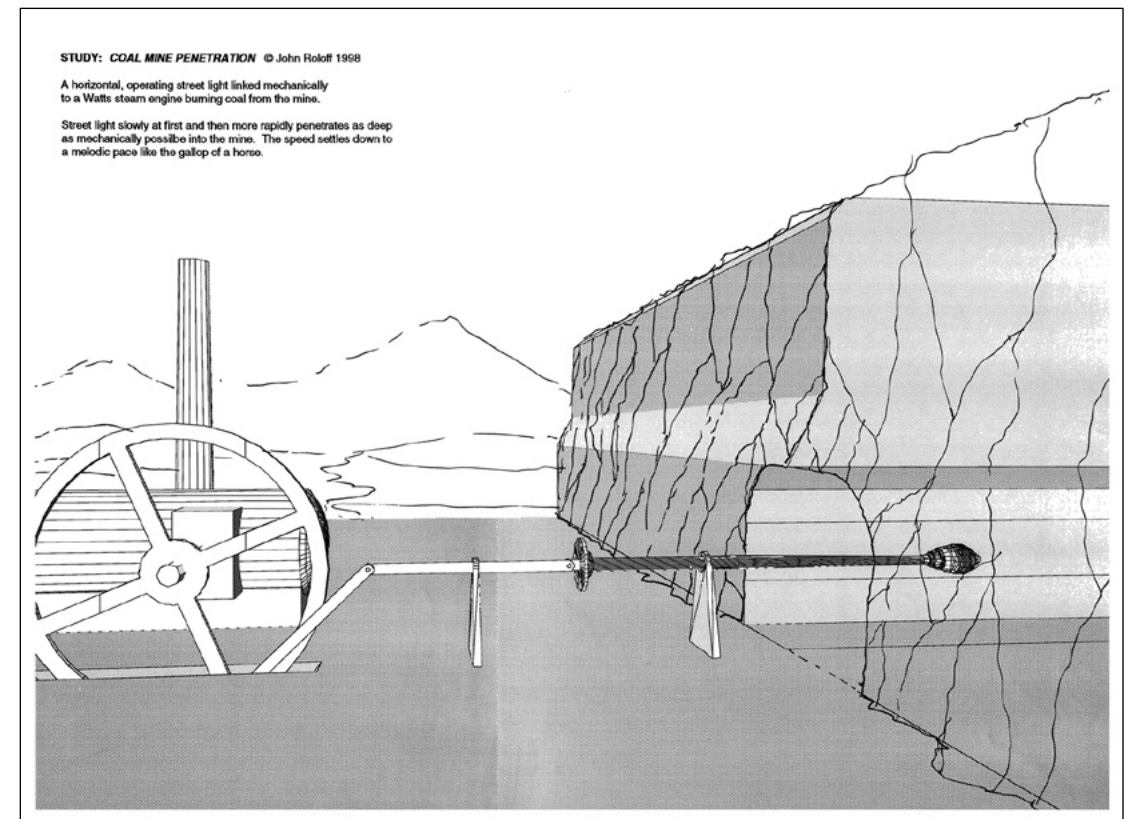 STUDY: COAL MINE PENETRATION © John Roloff 1998
A horizontal, operating street light linked mechanically
to a Watts steam engine burning coal from the mine.
Street light slowly at first and then more rapidly penetrates as deep
as mechanically possilbe into the mine. The speed settles down to
a melodic pace like the gallop of a horse.